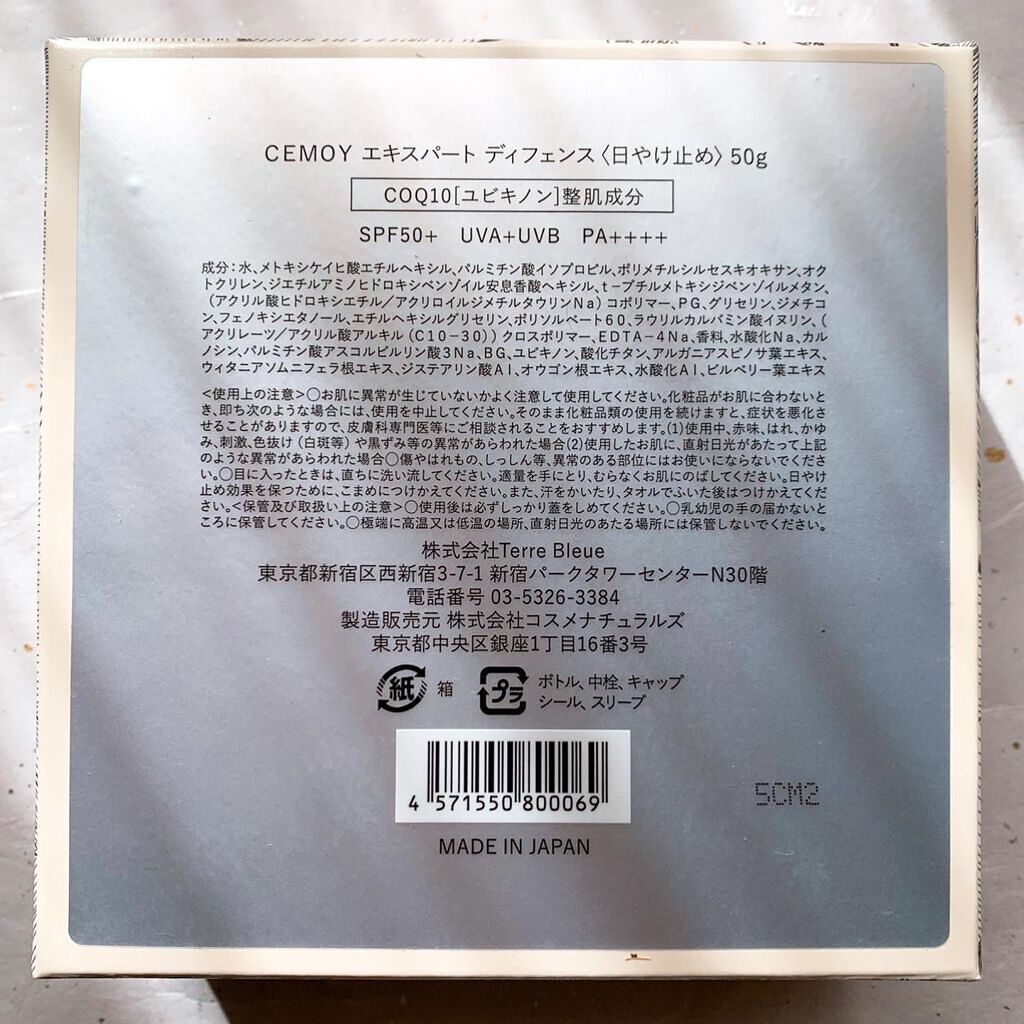 CEMOY エキスパート ディフェンス〈日やけ止め〉50g
COQ10[ユビキノン]整肌成分
SPF50+ UVA+UVB PA++++
成分：水、メトキシケイヒ酸エチルヘキシル、パルミチン酸イソプロピル、ポリメチルシルセスキオキサン、オク
トクリレン、ジエチルアミノヒドロキシベンゾイル安息香酸ヘキシル、t－ブチルメトキシジベンゾイルメタン、
（アクリル酸ヒドロキシエチル／アクリロイルジメチルタウリンNa）コポリマー、PG、グリセリン、ジメチコ
ン、フェノキシエタノール、エチルヘキシルグリセリン、ポリソルベート60、ラウリルカルバミン酸イヌリン、（
アクリレーツ／アクリル酸アルキル（C10－30））クロスポリマー、EDTA－4Na、香料、水酸化Na、カル
ノシン、パルミチン酸アスコルビルリン酸3Na、BG、ユビキノン、酸化チタン、アルガニアスピノサ葉エキス、
ウィタニアソムニフェラ根エキス、ジステアリン酸Al、オウゴン根エキス、水酸化Al、ビルベリー葉エキス
＜使用上の注意＞○お肌に異常が生じていないかよく注意して使用してください。化粧品がお肌に合わないと
き、即ち次のような場合には、使用を中止してください。そのまま化粧品類の使用を続けますと、症状を悪化さ
せることがありますので、皮膚科専門医等にご相談されることをおすすめします。(1)使用中、赤味、はれ、かゆ
み、刺激、色抜け（白斑等）や黒ずみ等の異常があらわれた場合(2)使用したお肌に、直射日光があたって上記
のような異常があらわれた場合○傷やはれもの、しっしん等、異常のある部位にはお使いにならないでくださ
い。○目に入ったときは、直ちに洗い流してください。適量を手にとり、むらなくお肌にのばしてください。日やけ
止め効果を保つために、こまめにつけかえてください。また、汗をかいたり、タオルでふいた後はつけかえてくだ
さい。＜保管及び取扱い上の注意＞○使用後は必ずしっかり蓋をしめてください。○乳幼児の手の届かないと
ころに保管してください。○極端に高温又は低温の場所、直射日光のあたる場所には保管しないでください。
株式会社Terre Bleue
東京都新宿区西新宿3-7-1 新宿パークタワーセンターN30階
電話番号 03-5326-3384
製造販売元 株式会社コスメナチュラルズ
東京都中央区銀座1丁目16番3号
紙 箱 プラ ボトル、中栓、キャップ
シール、スリーブ
4 571550 800069
5CM2
MADE IN JAPAN